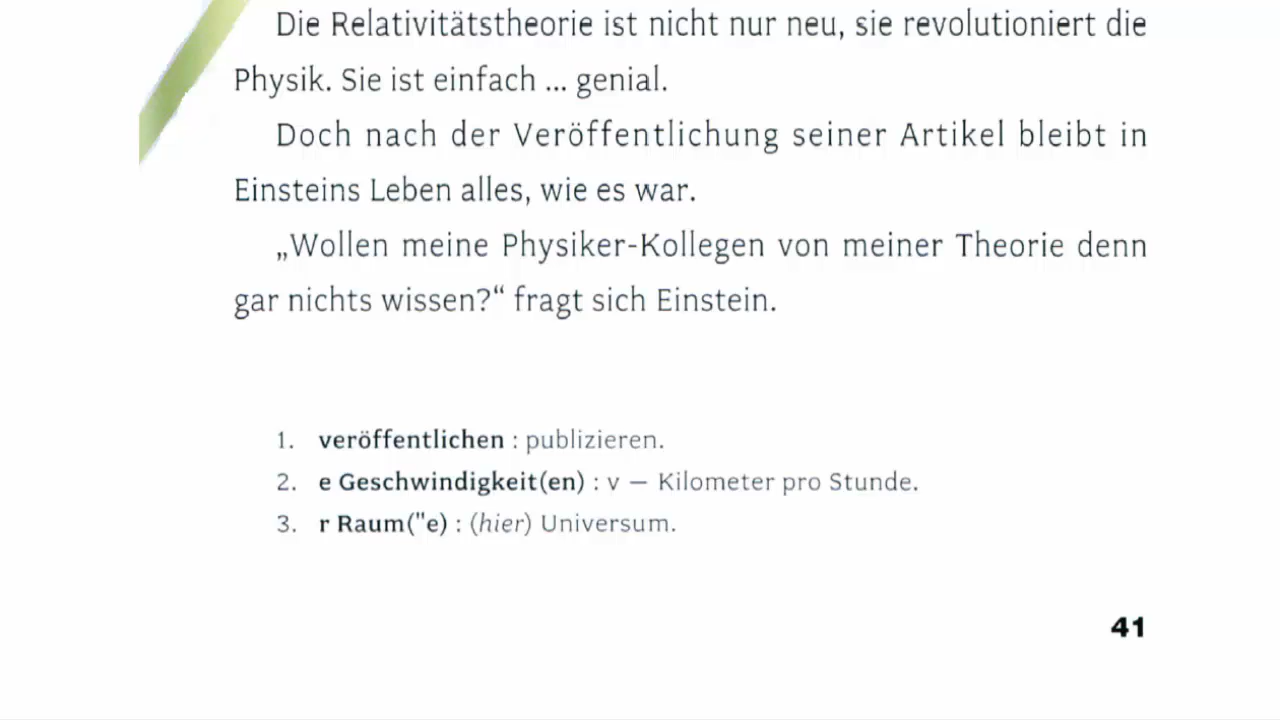 Die Relativitätstheorie ist nicht nur neu, sie revolutioniert die
Physik. Sie ist einfach ... genial.
Doch nach der Veröffentlichung seiner Artikel bleibt in
Einsteins Leben alles, wie es war.
„Wollen meine Physiker-Kollegen von meiner Theorie denn
gar nichts wissen?“ fragt sich Einstein.
1. veröffentlichen : publizieren.
2. e Geschwindigkeit(en) : v — Kilometer pro Stunde.
3. r Raum("e) : (hier) Universum.
41